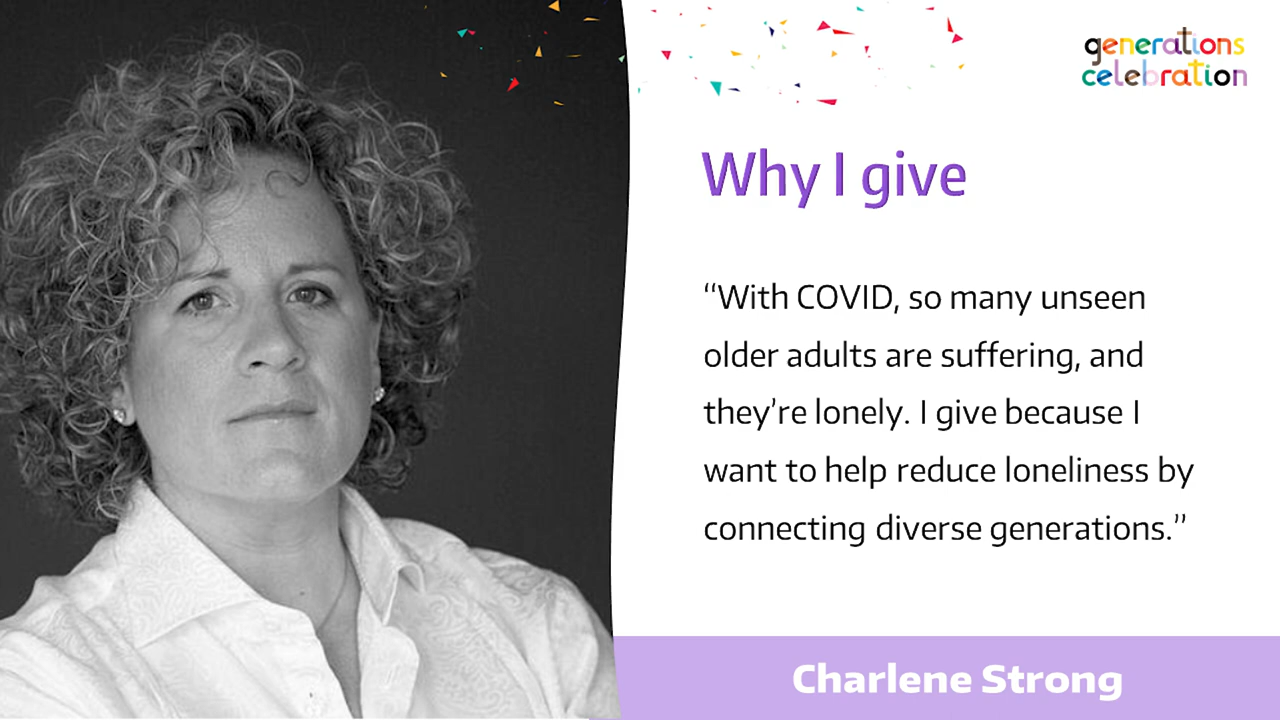 generations
celebration
Why I give
“With COVID, so many unseen
older adults are suffering, and
they’re lonely. I give because I
want to help reduce loneliness by
connecting diverse generations.”
Charlene Strong